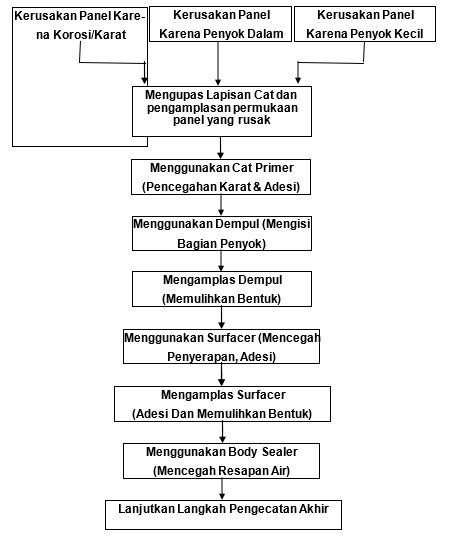 Kerusakan Panel Kare-
na Korosi/Karat
Kerusakan Panel
Karena Penyok Dalam
Kerusakan Panel
Karena Penyok Kecil
Mengupas Lapisan Cat dan
pengamplasan permukaan
panel yang rusak
Menggunakan Cat Primer
(Pencegahan Karat & Adesi)
Menggunakan Dempul (Mengisi
Bagian Penyok)
Mengamplas Dempul
(Memulihkan Bentuk)
Menggunakan Surfacer (Mencegah
Penyerapan, Adesi)
Mengamplas Surfacer
(Adesi Dan Memulihkan Bentuk)
Menggunakan Body Sealer
(Mencegah Resapan Air)
Lanjutkan Langkah Pengecatan Akhir